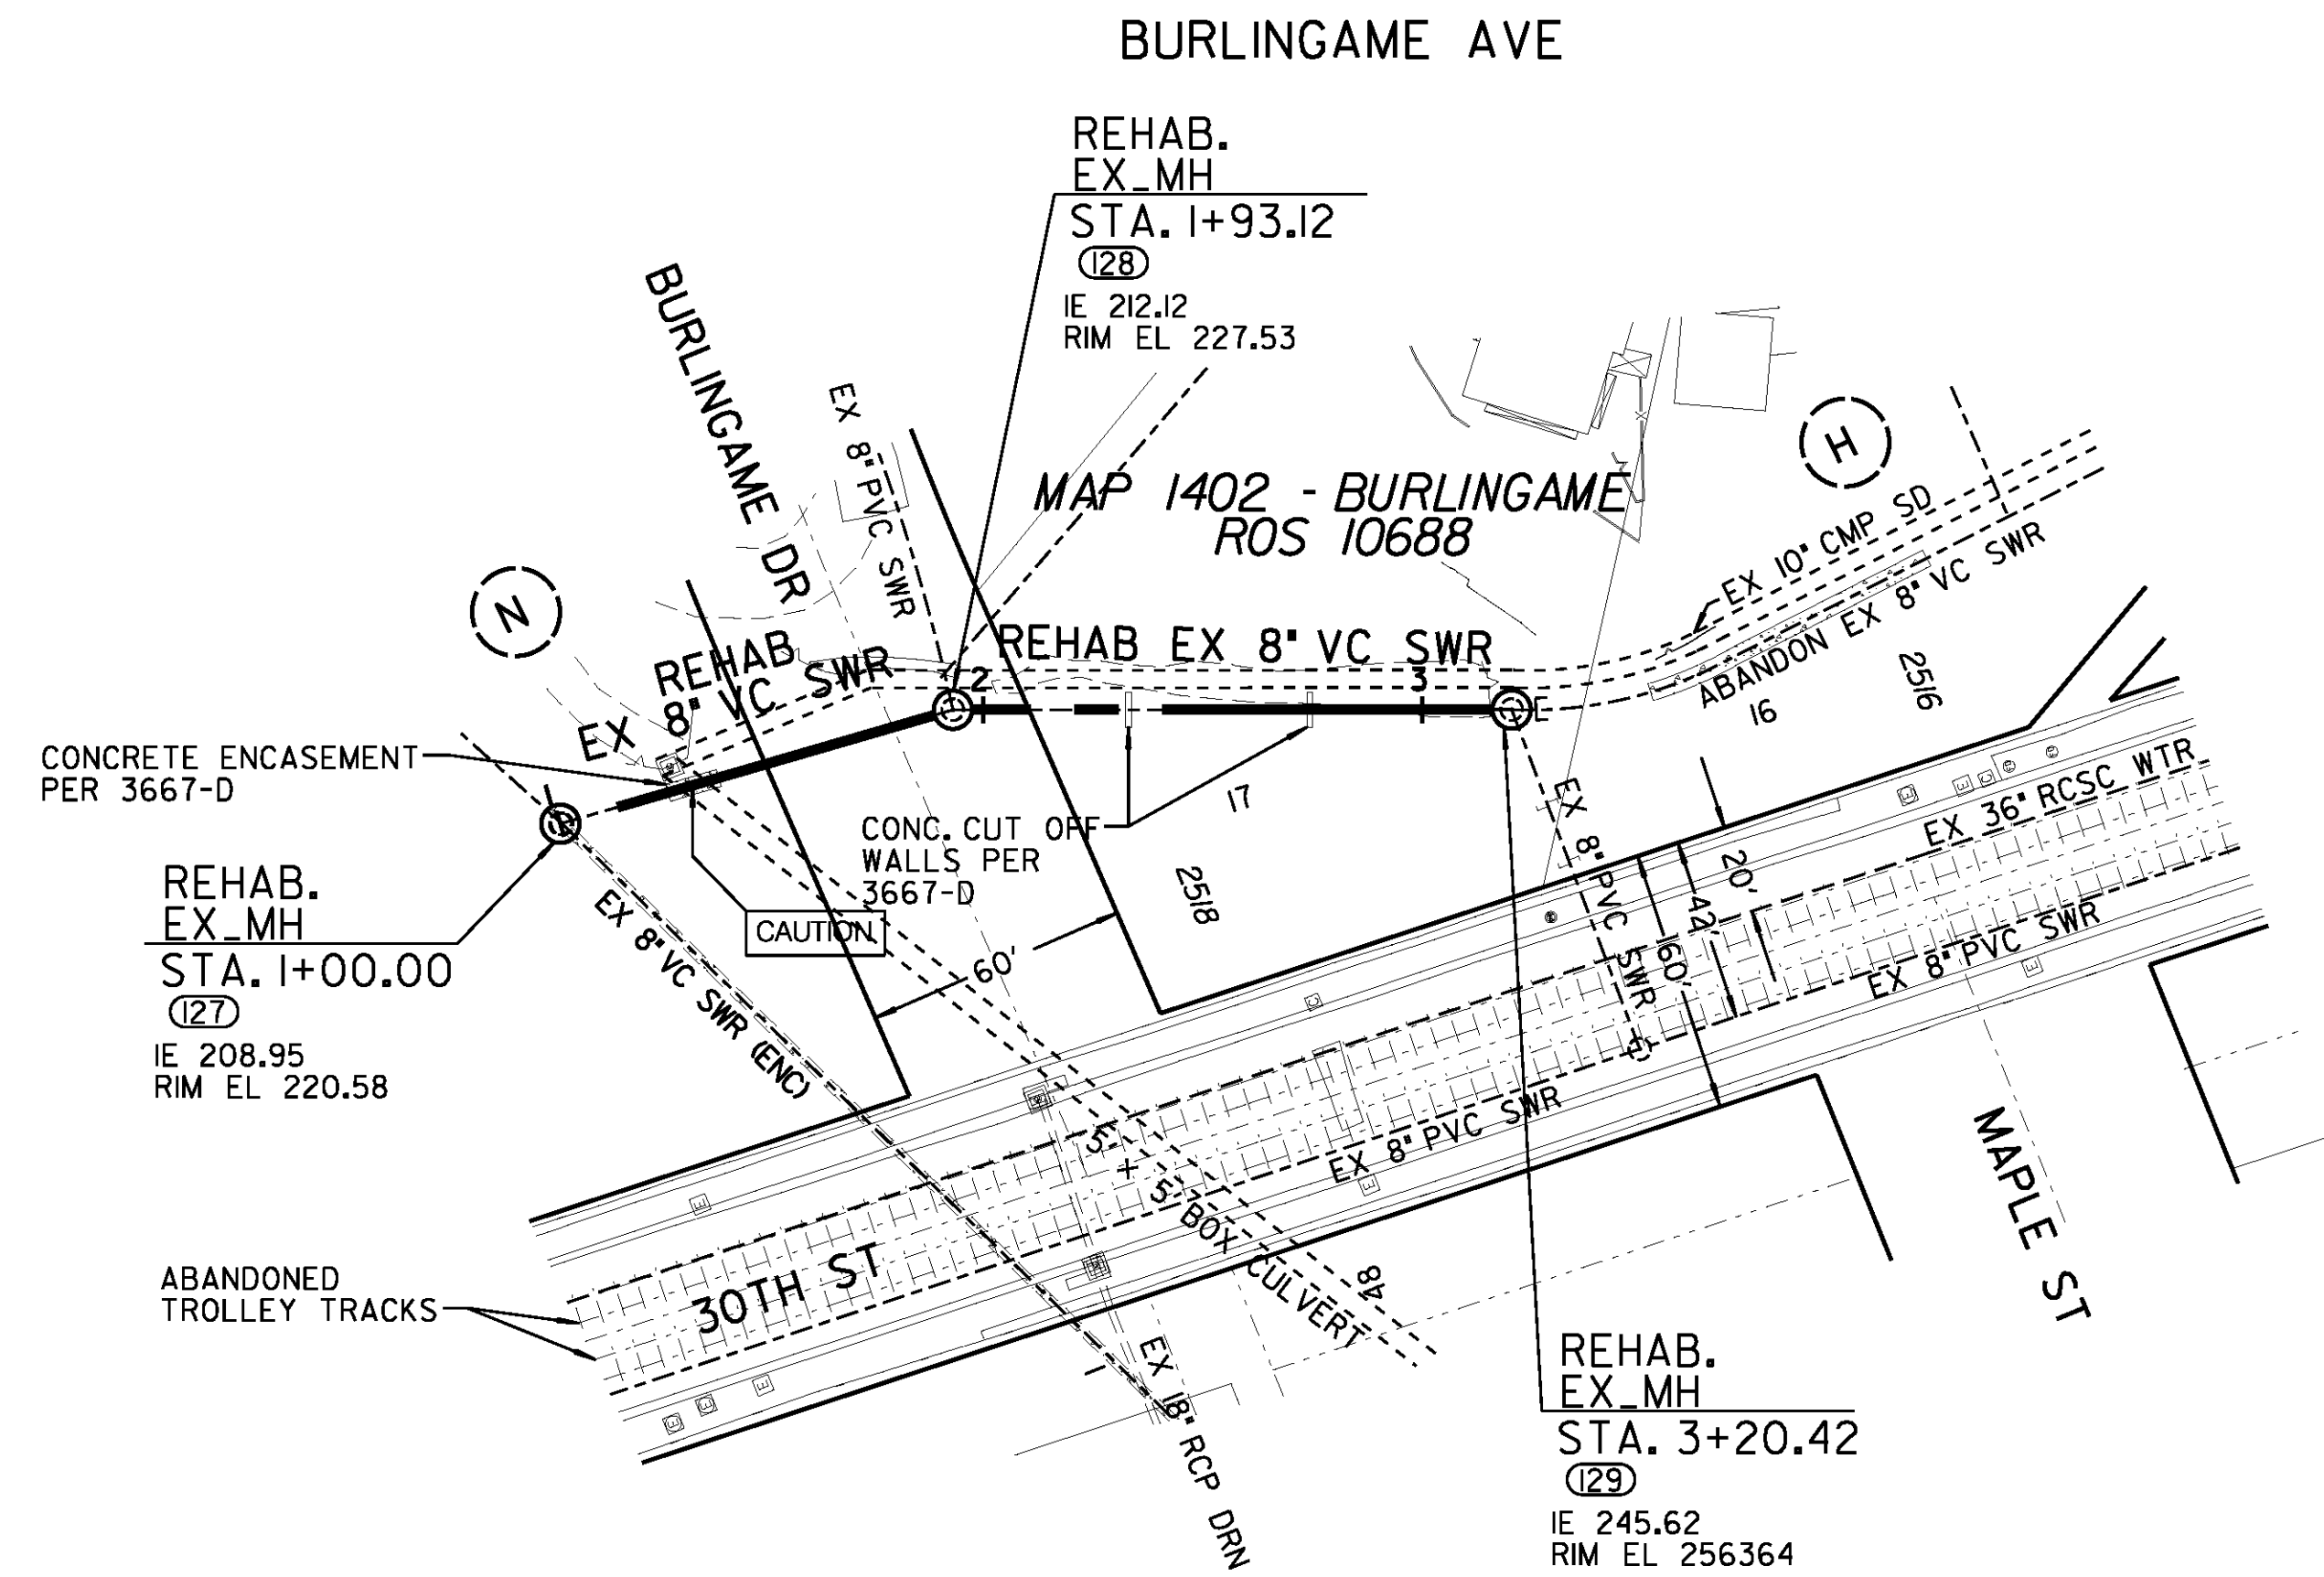 BURLINGAME AVE
REHAB.
EX_MH
STA. 1+93.12
128
IE 212.12
RIM EL 227.53
BURLINGAME DR
EX 8" PVC SWR
MAP 1402 - BURLINGAME
ROS 10688
H
N
EX 10" CMP SD
ABANDON EX 8" VC SWR
REHAB
EX 8" VC SWR
REHAB EX 8" VC SWR
2
3
2516
16
CONCRETE ENCASEMENT
PER 3667-D
17
CONC. CUT OFF
WALLS PER
3667-D
2518
CAUTION
EX 8" PVC SWR
EX 36" RCSC WTR
20'
42'
60'
60'
EX 8" PVC SWR
REHAB.
EX_MH
STA. 1+00.00
127
IE 208.95
RIM EL 220.58
EX 8" VC SWR (ENC)
C
E
5' X 5' BOX CULVERT
EX 8" PVC SWR
MAPLE ST
30TH ST
48
ABANDONED
TROLLEY TRACKS
EX 18" RCP DRN
REHAB.
EX_MH
STA. 3+20.42
129
IE 245.62
RIM EL 256364